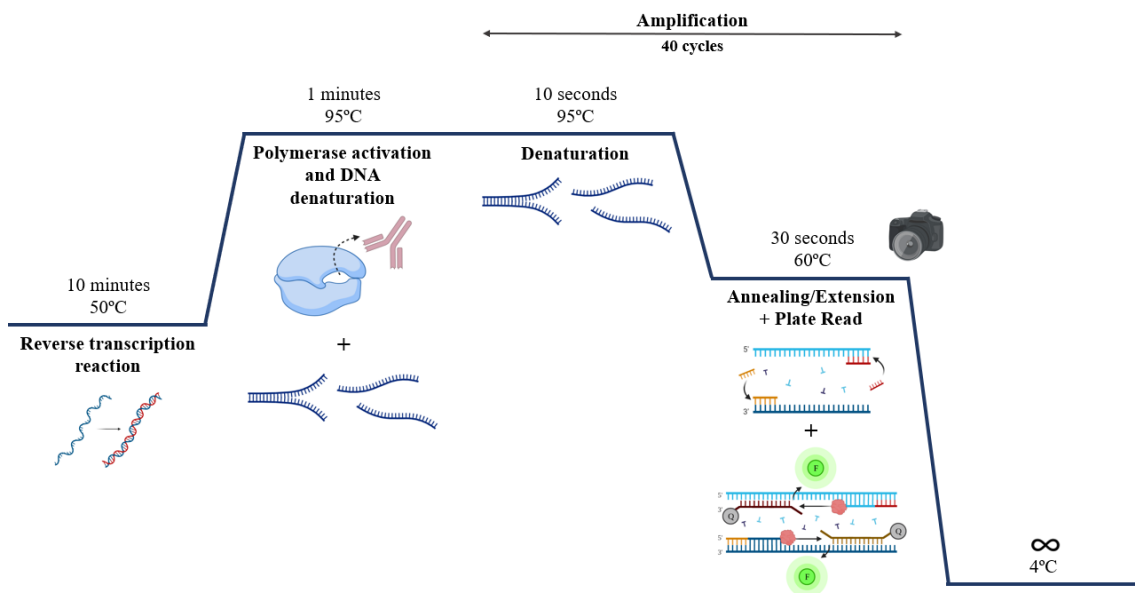 Amplification
40 cycles
1 minutes
95ºC
10 seconds
95ºC
Polymerase activation
and DNA
denaturation
Denaturation
30 seconds
60ºC
10 minutes
50ºC
Annealing/Extension
+ Plate Read
Reverse transcription
reaction
+
5'
3'
+
F
5'
3'
Q
5'
3'
Q
F
∞
4ºC